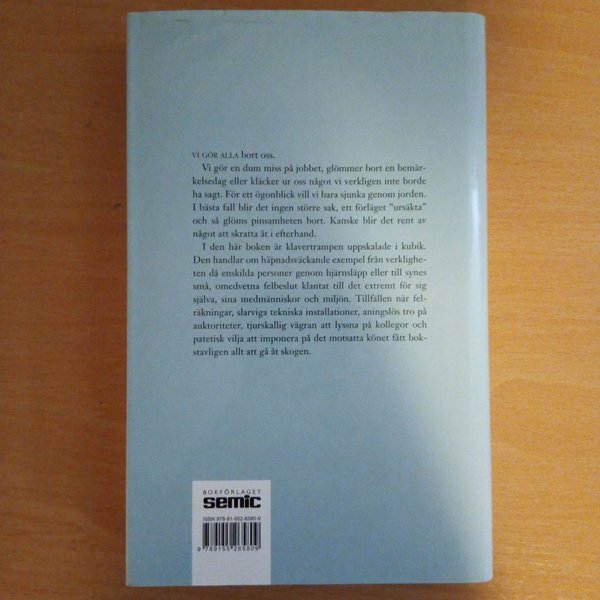 VI GÖR ALLA bort oss.
Vi gör en dum miss på jobbet, glömmer bort en bemär-
kelsedag eller kläcker ur oss något vi verkligen inte borde
ha sagt. För ett ögonblick vill vi bara sjunka genom jorden.
I bästa fall blir det ingen större sak, ett förläget "ursäkta"
och så glöms pinsamheten bort. Kanske blir det rent av
något att skratta åt i efterhand.
I den här boken är klavertrampen uppskalade i kubik.
Den handlar om häpnadsväckande exempel från verklighe-
ten då enskilda personer genom hjärnsläpp eller till synes
små, omedvetna felbeslut klantat till det extremt för sig
själva, sina medmänniskor och miljön. Tillfällen när fel-
räkningar, slarviga tekniska installationer, aningslös tro på
auktoriteter, tjurskallig vägran att lyssna på kollegor och
patetisk vilja att imponera på det motsatta könet fått bok-
stavligen allt att gå åt skogen.
BOKFÖRLAGET
semic
ISBN 978-91-552-6580-9
9 789155 265809